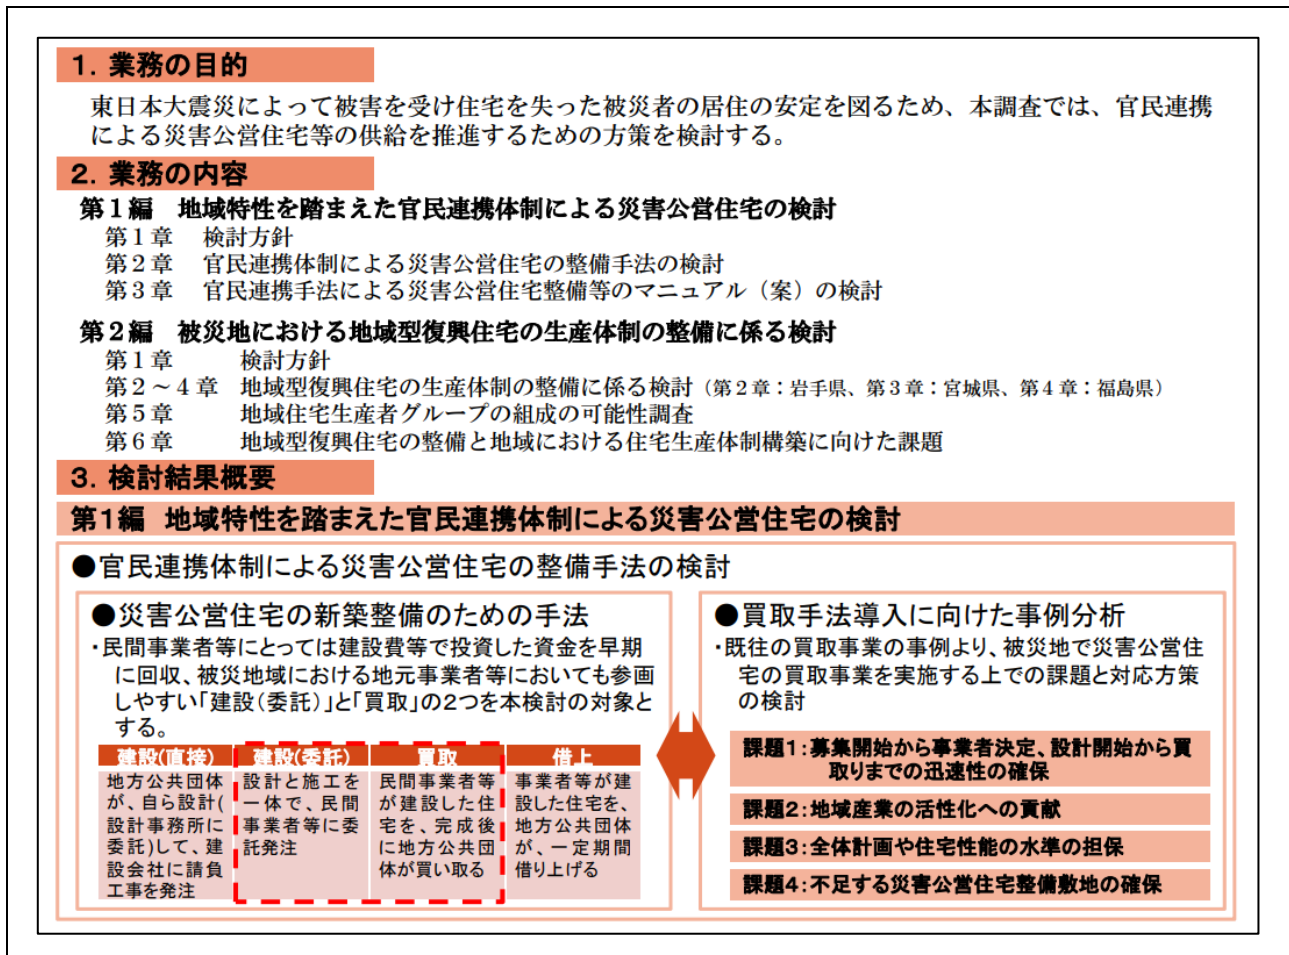 1. 業務の目的
東日本大震災によって被害を受け住宅を失った被災者の居住の安定を図るため、本調査では、官民連携
による災害公営住宅等の供給を推進するための方策を検討する。
2. 業務の内容
第1編　地域特性を踏まえた官民連携体制による災害公営住宅の検討
第1章　検討方針
第2章　官民連携体制による災害公営住宅の整備手法の検討
第3章　官民連携手法による災害公営住宅整備等のマニュアル（案）の検討
第2編　被災地における地域型復興住宅の生産体制の整備に係る検討
第1章　検討方針
第2～4章　地域型復興住宅の生産体制の整備に係る検討（第2章：岩手県、第3章：宮城県、第4章：福島県）
第5章　地域住宅生産者グループの組成の可能性調査
第6章　地域型復興住宅の整備と地域における住宅生産体制構築に向けた課題
3. 検討結果概要
第1編　地域特性を踏まえた官民連携体制による災害公営住宅の検討
●官民連携体制による災害公営住宅の整備手法の検討
●災害公営住宅の新築整備のための手法
・民間事業者等にとっては建設費等で投資した資金を早期
に回収、被災地域における地元事業者等においても参画
しやすい「建設（委託）」と「買取」の2つを本検討の対象と
する。
建設(直接)
地方公共団体
が、自ら設計(
設計事務所に
委託)して、建
設会社に請負
工事を発注
建設(委託)
設計と施工を
一体で、民間
事業者等に委
託発注
買取
民間事業者等
が建設した住
宅を、完成後
に地方公共団
体が買い取る
借上
事業者等が建
設した住宅を、
地方公共団体
が、一定期間
借り上げる
●買取手法導入に向けた事例分析
・既往の買取事業の事例より、被災地で災害公営住
宅の買取事業を実施する上での課題と対応方策
の検討
課題1：募集開始から事業者決定、設計開始から買
取りまでの迅速性の確保
課題2：地域産業の活性化への貢献
課題3：全体計画や住宅性能の水準の担保
課題4：不足する災害公営住宅整備敷地の確保